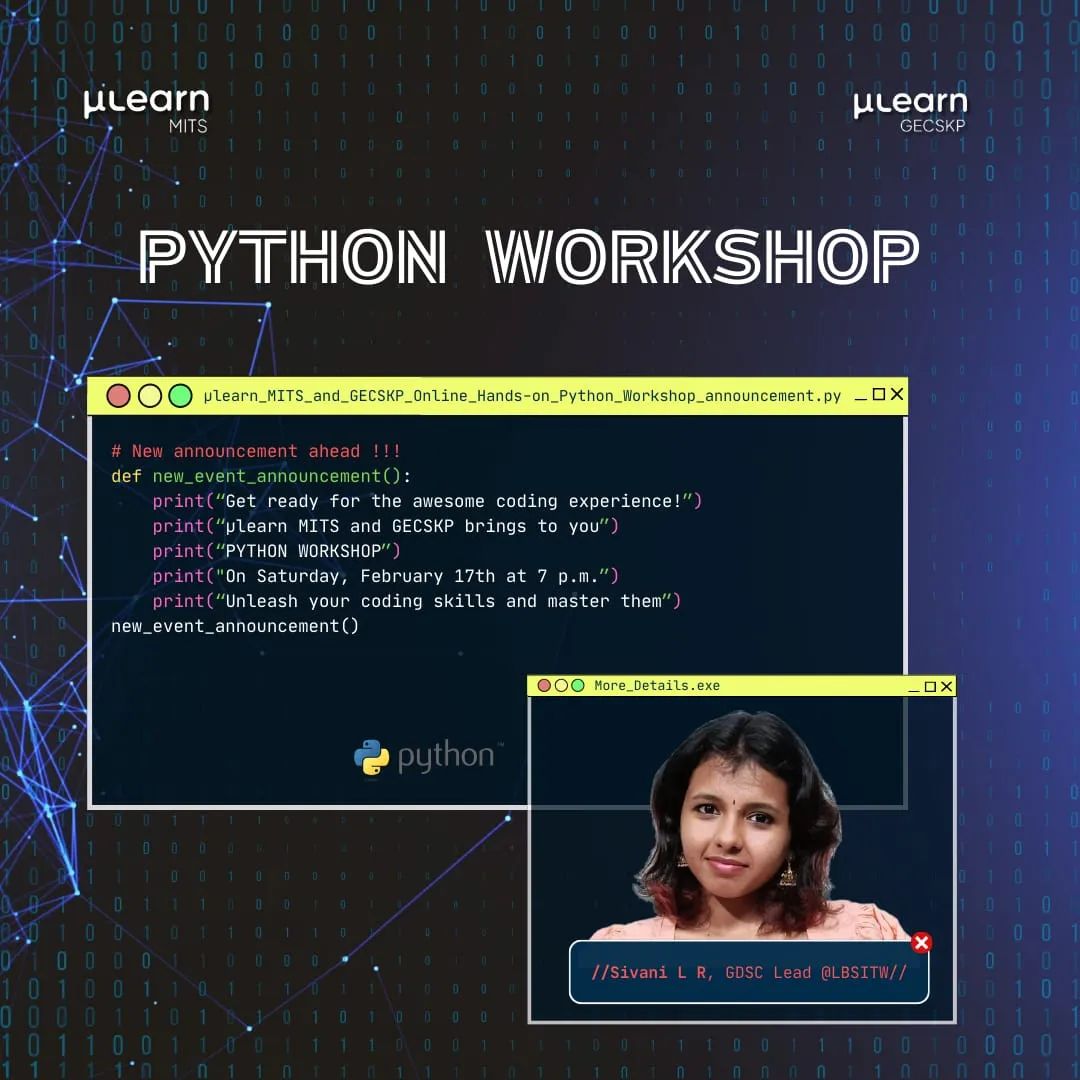 µLearn
MITS
µLearn
GECSKP
PYTHON WORKSHOP
µlearn_MITS_and_GECSKP_Online_Hands-on_Python_Workshop_announcement.py
# New announcement ahead !!!
def new_event_announcement():
print(“Get ready for the awesome coding experience!”)
print(“µlearn MITS and GECSKP brings to you”)
print(“PYTHON WORKSHOP”)
print("On Saturday, February 17th at 7 p.m.”)
print(“Unleash your coding skills and master them”)
new_event_announcement()
More_Details.exe
python™
//Sivani L R, GDSC Lead @LBSITW//